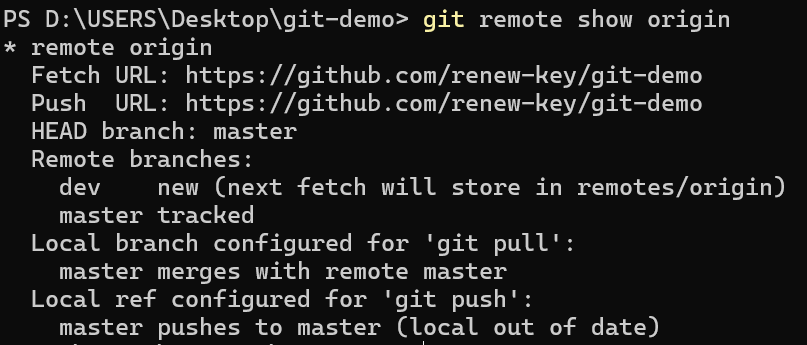 PS D:\USERS\Desktop\git-demo> git remote show origin
* remote origin
  Fetch URL: https://github.com/renew-key/git-demo
  Push  URL: https://github.com/renew-key/git-demo
  HEAD branch: master
  Remote branches:
    dev    new (next fetch will store in remotes/origin)
    master tracked
  Local branch configured for 'git pull':
    master merges with remote master
  Local ref configured for 'git push':
    master pushes to master (local out of date)